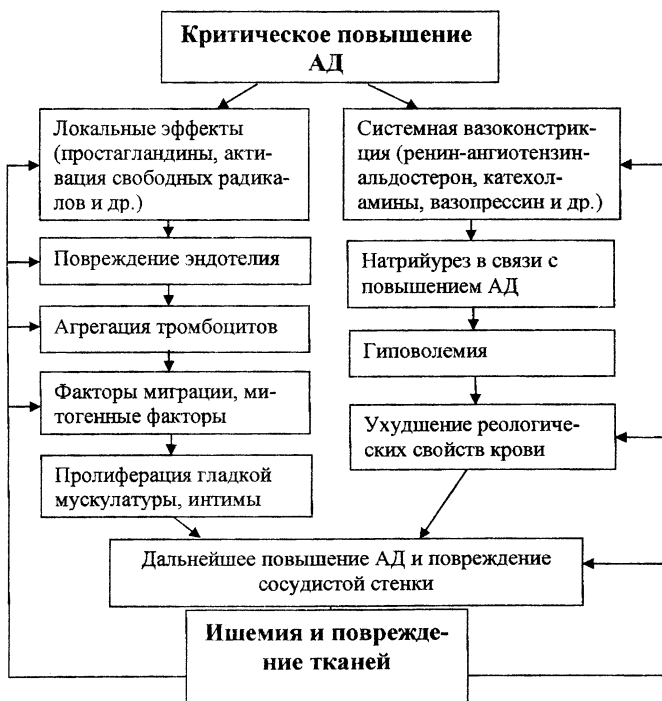 Критическое повышение
АД
Локальные эффекты
(простагландины, акти-
вация свободных радика-
лов и др.)
Повреждение эндотелия
Агрегация тромбоцитов
Факторы миграции, ми-
тогенные факторы
Пролиферация гладкой
мускулатуры, интимы
Системная вазоконстрик-
ция (ренин-ангиотензин-
альдостерон, катехол-
амины, вазопрессин и др.)
Натрийурез в связи с
повышением АД
Гиповолемия
Ухудшение реологиче-
ских свойств крови
Дальнейшее повышение АД и повреждение
сосудистой стенки
Ишемия и поврежде-
ние тканей